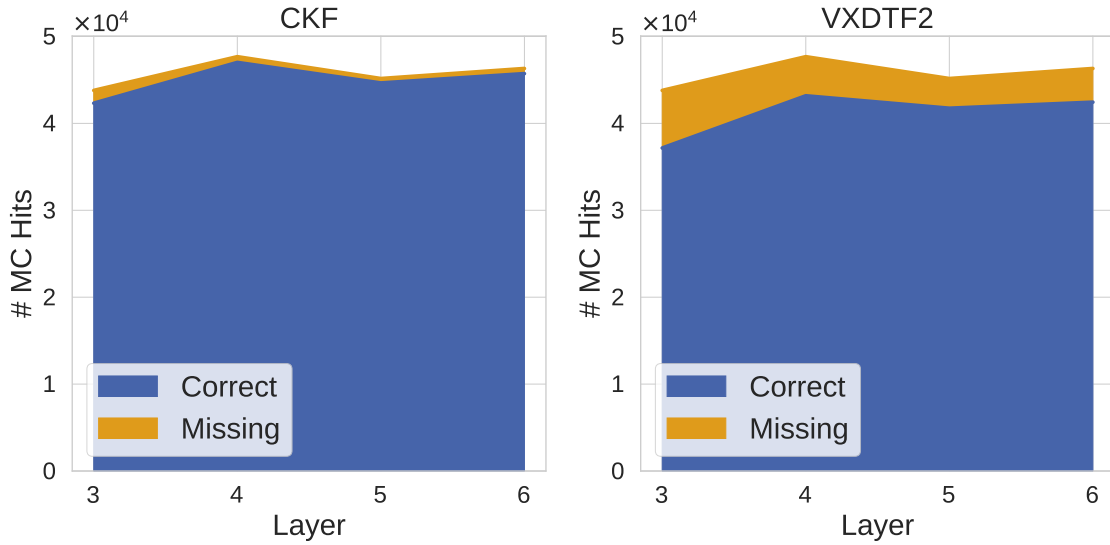 CKF
×10⁴
5
4
3
2
1
0
# MC Hits
Correct
Missing
3 4 5 6
Layer
VXDTF2
×10⁴
5
4
3
2
1
0
# MC Hits
Correct
Missing
3 4 5 6
Layer